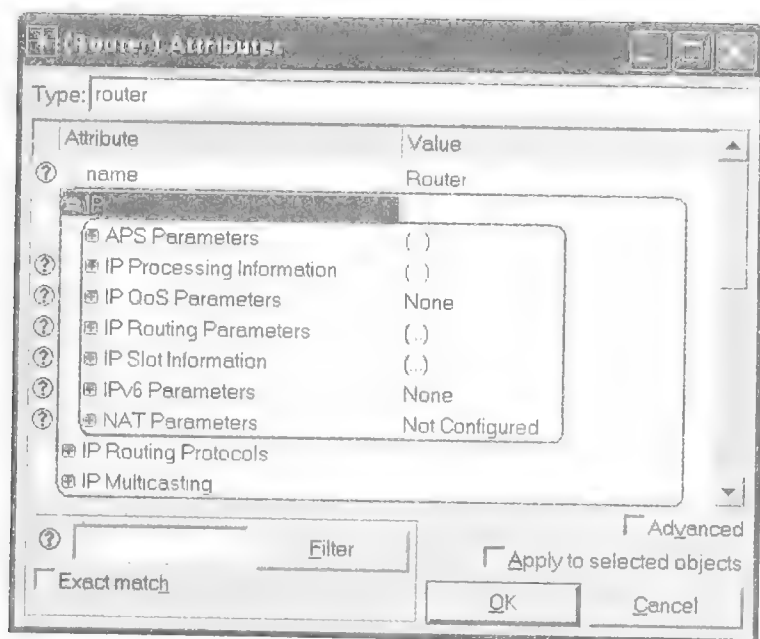 (Router) Attributes
Type: router
Attribute Value
name Router
APS Parameters (..)
IP Processing Information (..)
IP QoS Parameters None
IP Routing Parameters (..)
IP Slot Information (...)
IPv6 Parameters None
NAT Parameters Not Configured
IP Routing Protocols
IP Multicasting
Advanced
Filter
Apply to selected objects
Exact match
OK Cancel